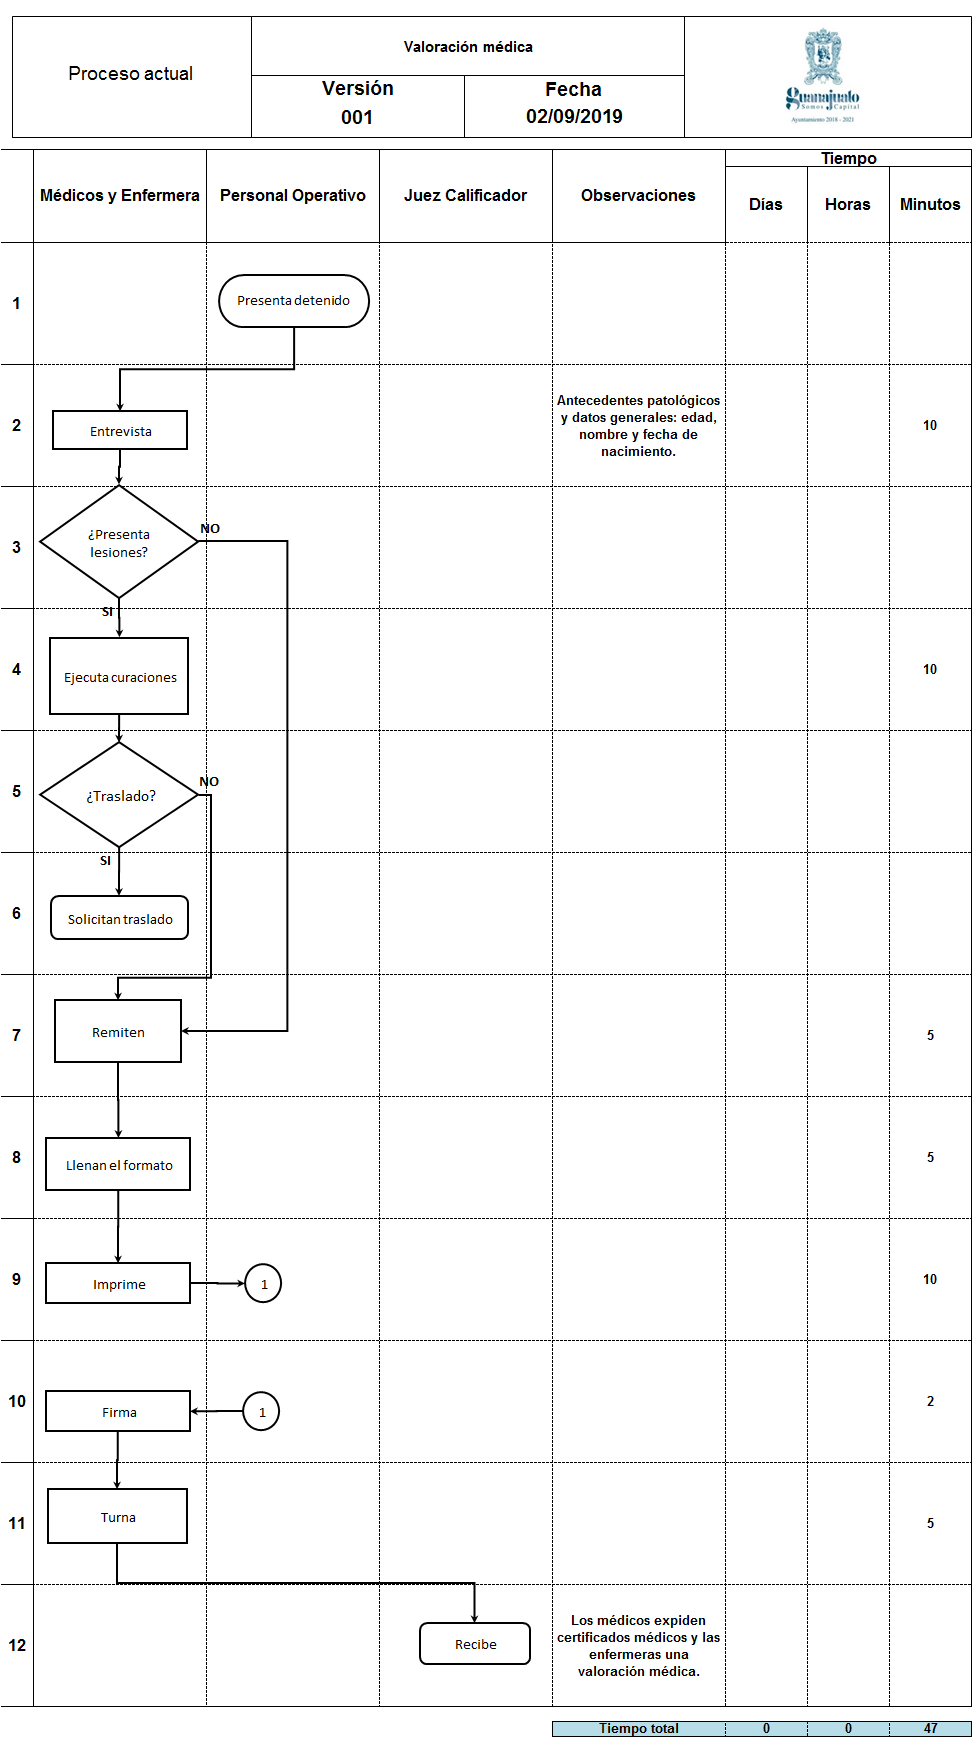 Proceso actual
Valoración médica
Versión
001
Fecha
02/09/2019
guanajuato
Somos Capital
Ayuntamiento 2018 - 2021
Médicos y Enfermera
Personal Operativo
Juez Calificador
Observaciones
Tiempo
Días
Horas
Minutos
1
Presenta detenido
2
Entrevista
Antecedentes patológicos
y datos generales: edad,
nombre y fecha de
nacimiento.
10
3
¿Presenta
lesiones?
NO
SI
4
Ejecuta curaciones
10
5
¿Traslado?
NO
SI
6
Solicitan traslado
7
Remiten
5
8
Llenan el formato
5
9
Imprime
1
10
10
Firma
1
2
11
Turna
5
12
Recibe
Los médicos expiden
certificados médicos y las
enfermeras una
valoración médica.
Tiempo total
0
0
47